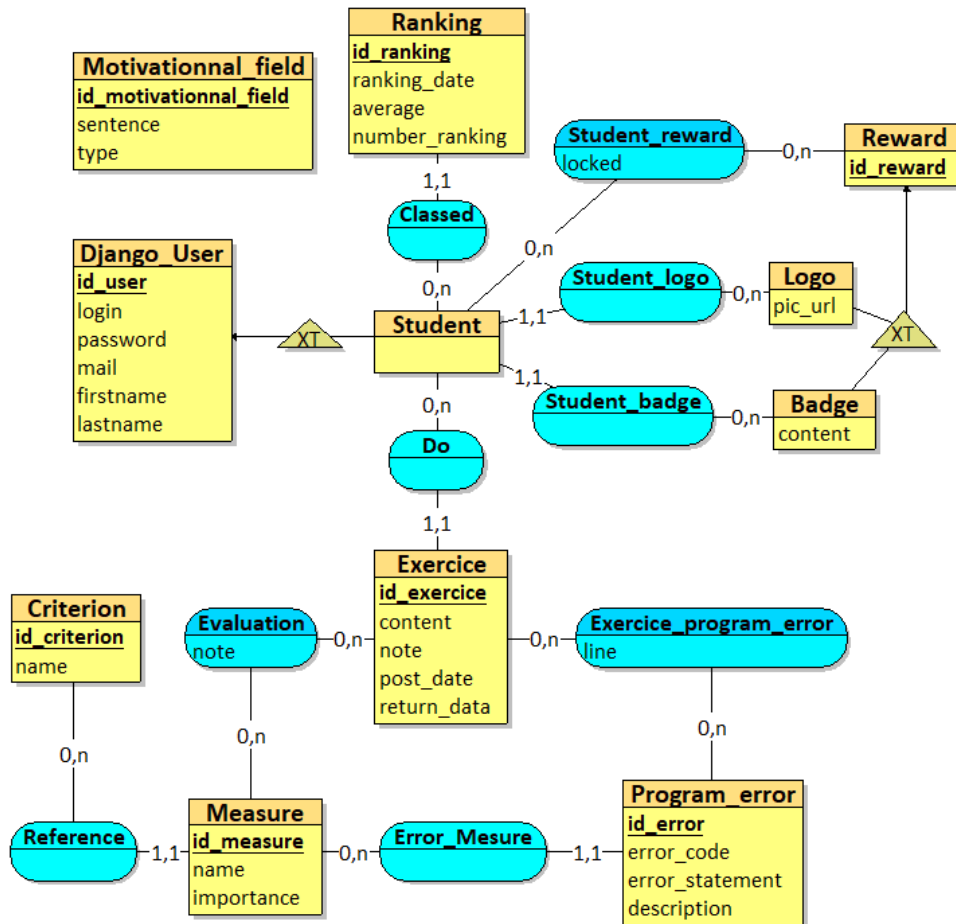 Ranking
id_ranking
ranking_date
average
number_ranking
Motivationnal_field
id_motivationnal_field
sentence
type
Student_reward
locked
0,n
Reward
id_reward
1,1
Classed
0,n
0,n
Django_User
id_user
login
password
mail
firstname
lastname
XT
Student
1,1
Student_logo
0,n
Logo
pic_url
XT
1,1
Student_badge
0,n
Badge
content
0,n
Do
1,1
Exercice
id_exercice
content
note
post_date
return_data
Criterion
id_criterion
name
Evaluation
note
0,n
0,n
Exercice_program_error
line
0,n
0,n
0,n
Reference
1,1
Measure
id_measure
name
importance
0,n
Error_Mesure
1,1
Program_error
id_error
error_code
error_statement
description